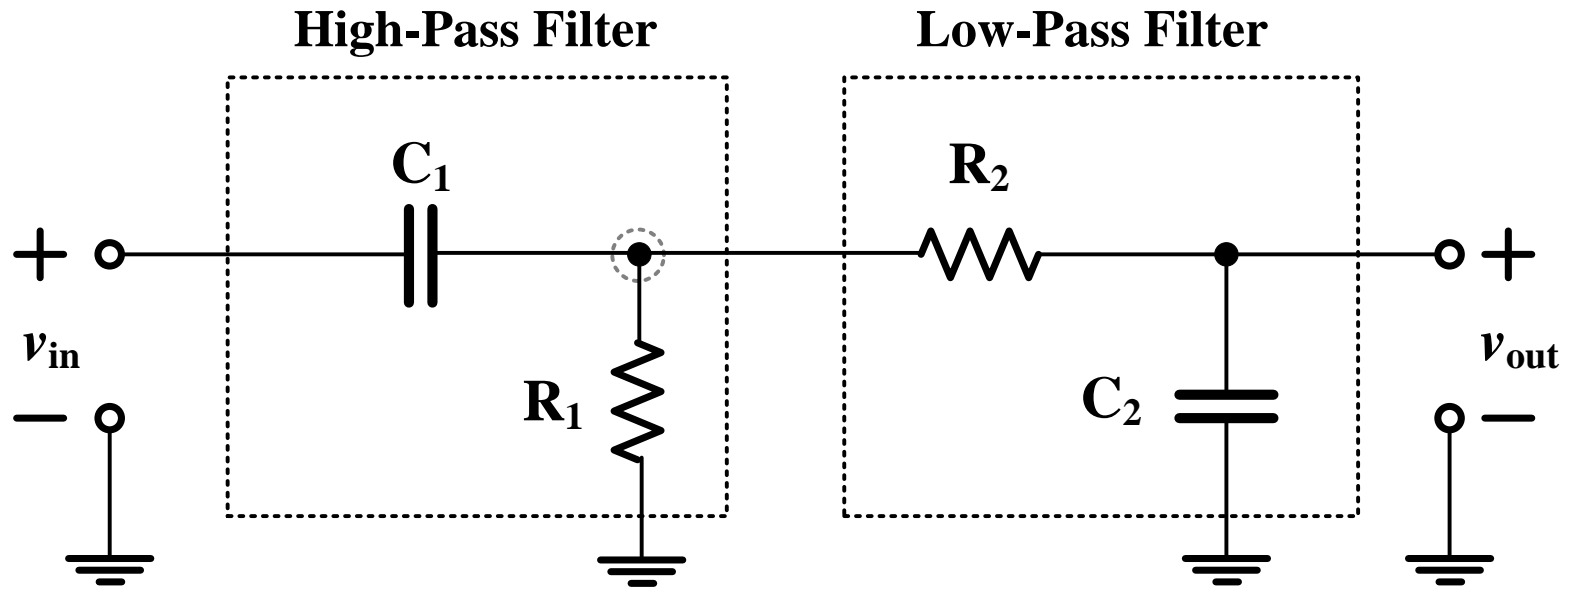 High-Pass Filter
Low-Pass Filter
C1
R2
+
+
vin
vout
R1
C2
−
−